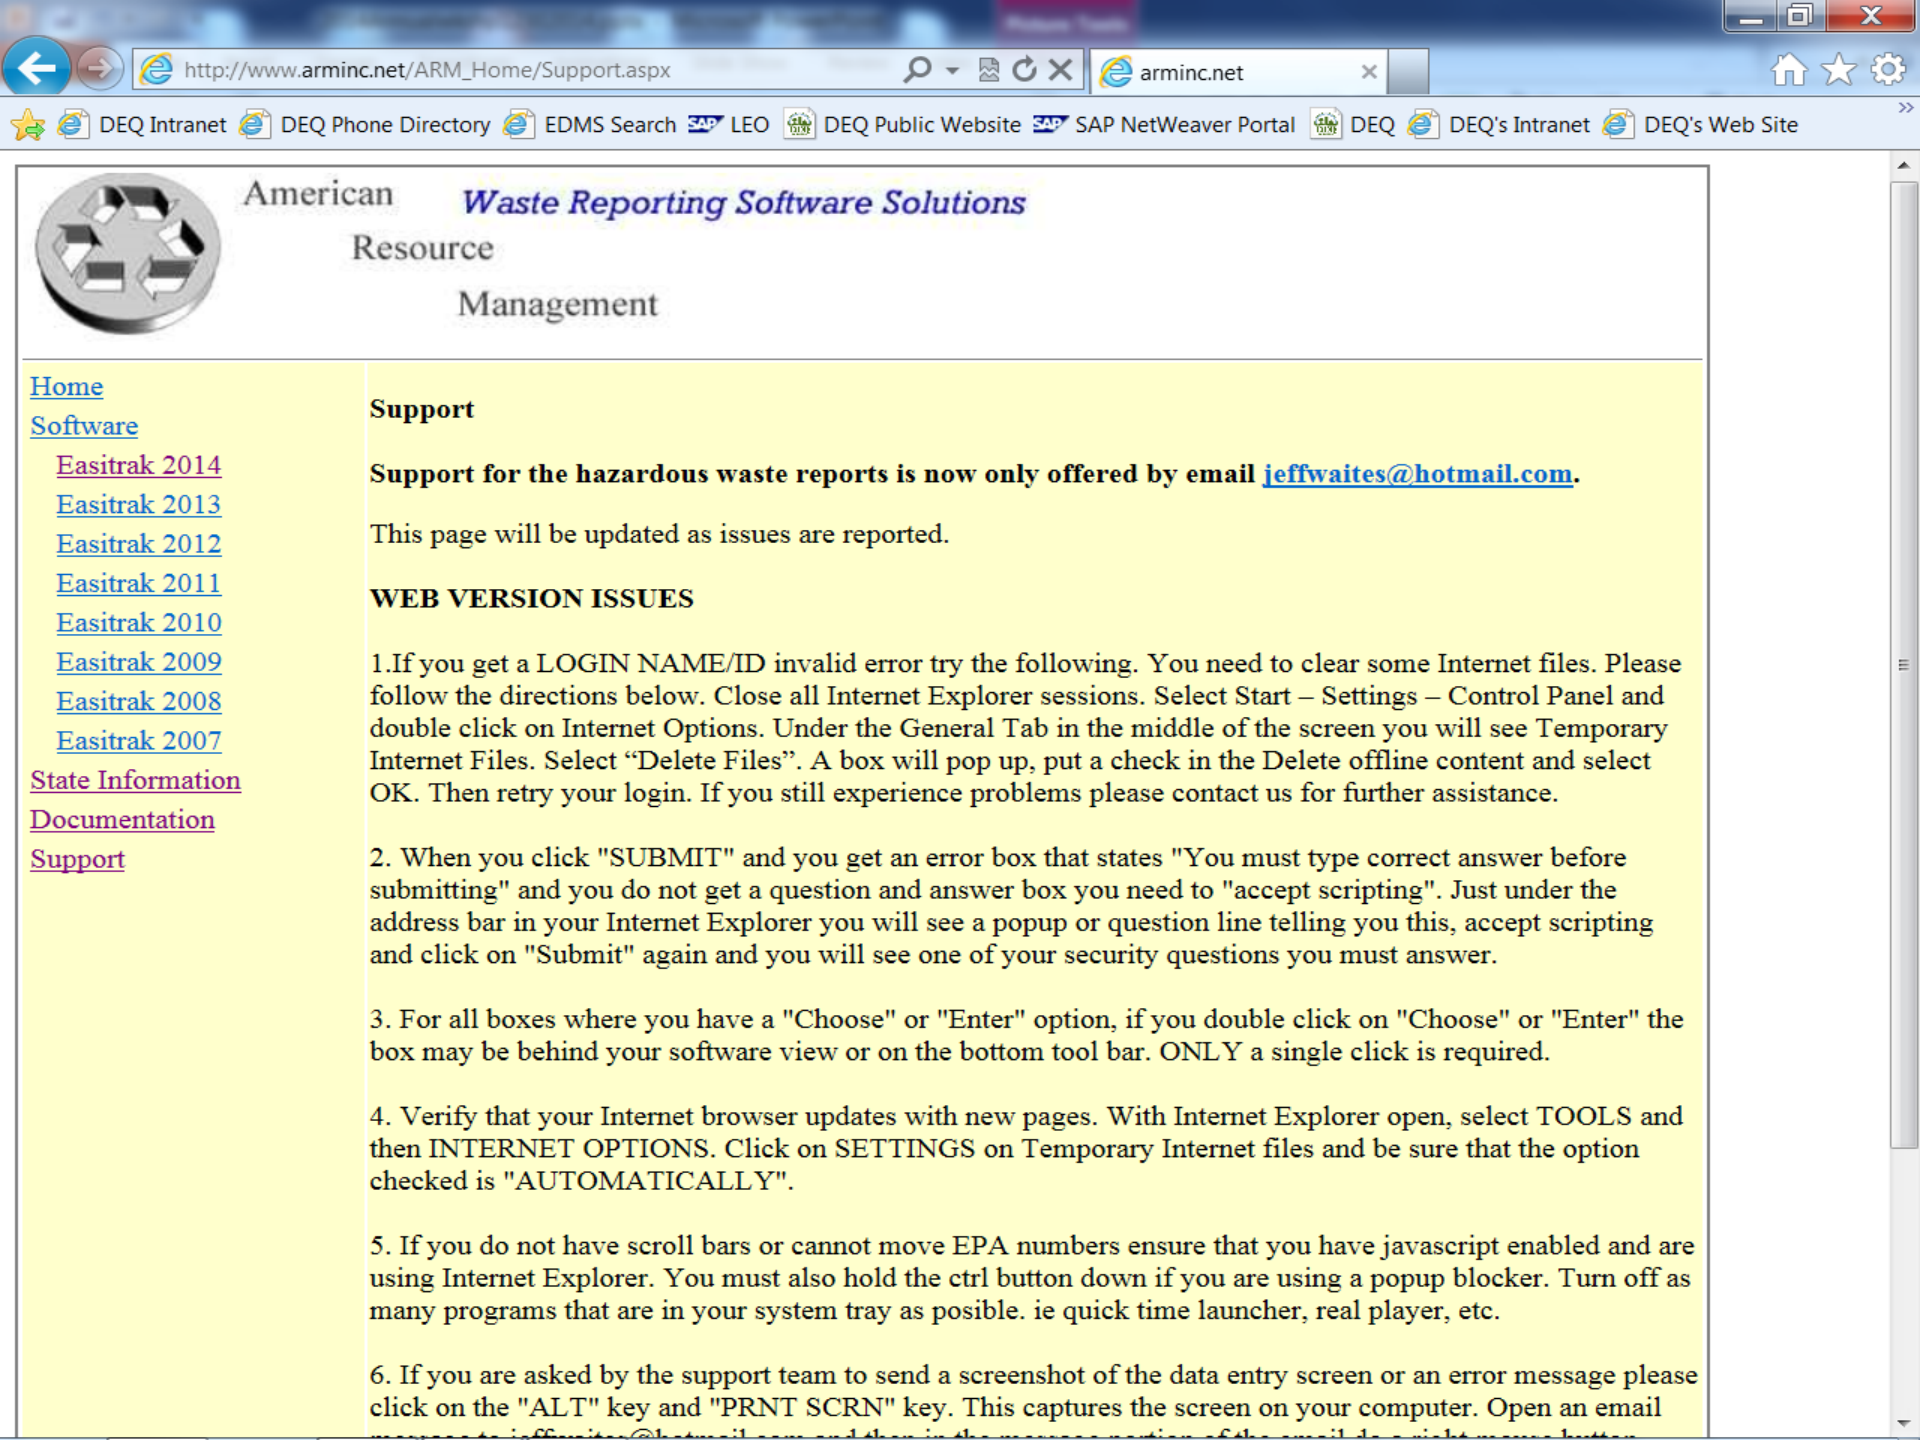 Picture Tools
http://www.arminc.net/ARM_Home/Support.aspx
arminc.net
DEQ Intranet DEQ Phone Directory EDMS Search SAP LEO DEQ Public Website SAP SAP NetWeaver Portal DEQ DEQ's Intranet DEQ's Web Site
American
Waste Reporting Software Solutions
Resource
Management
Home
Software
Easitrak 2014
Easitrak 2013
Easitrak 2012
Easitrak 2011
Easitrak 2010
Easitrak 2009
Easitrak 2008
Easitrak 2007
State Information
Documentation
Support
Support
Support for the hazardous waste reports is now only offered by email jeffwaites@hotmail.com.
This page will be updated as issues are reported.
WEB VERSION ISSUES
1.If you get a LOGIN NAME/ID invalid error try the following. You need to clear some Internet files. Please
follow the directions below. Close all Internet Explorer sessions. Select Start – Settings – Control Panel and
double click on Internet Options. Under the General Tab in the middle of the screen you will see Temporary
Internet Files. Select “Delete Files”. A box will pop up, put a check in the Delete offline content and select
OK. Then retry your login. If you still experience problems please contact us for further assistance.
2. When you click "SUBMIT" and you get an error box that states "You must type correct answer before
submitting" and you do not get a question and answer box you need to "accept scripting". Just under the
address bar in your Internet Explorer you will see a popup or question line telling you this, accept scripting
and click on "Submit" again and you will see one of your security questions you must answer.
3. For all boxes where you have a "Choose" or "Enter" option, if you double click on "Choose" or "Enter" the
box may be behind your software view or on the bottom tool bar. ONLY a single click is required.
4. Verify that your Internet browser updates with new pages. With Internet Explorer open, select TOOLS and
then INTERNET OPTIONS. Click on SETTINGS on Temporary Internet files and be sure that the option
checked is "AUTOMATICALLY".
5. If you do not have scroll bars or cannot move EPA numbers ensure that you have javascript enabled and are
using Internet Explorer. You must also hold the ctrl button down if you are using a popup blocker. Turn off as
many programs that are in your system tray as posible. ie quick time launcher, real player, etc.
6. If you are asked by the support team to send a screenshot of the data entry screen or an error message please
click on the "ALT" key and "PRNT SCRN" key. This captures the screen on your computer. Open an email
message to jeffwaites@hotmail.com and then in the message portion of the email do a right mouse button